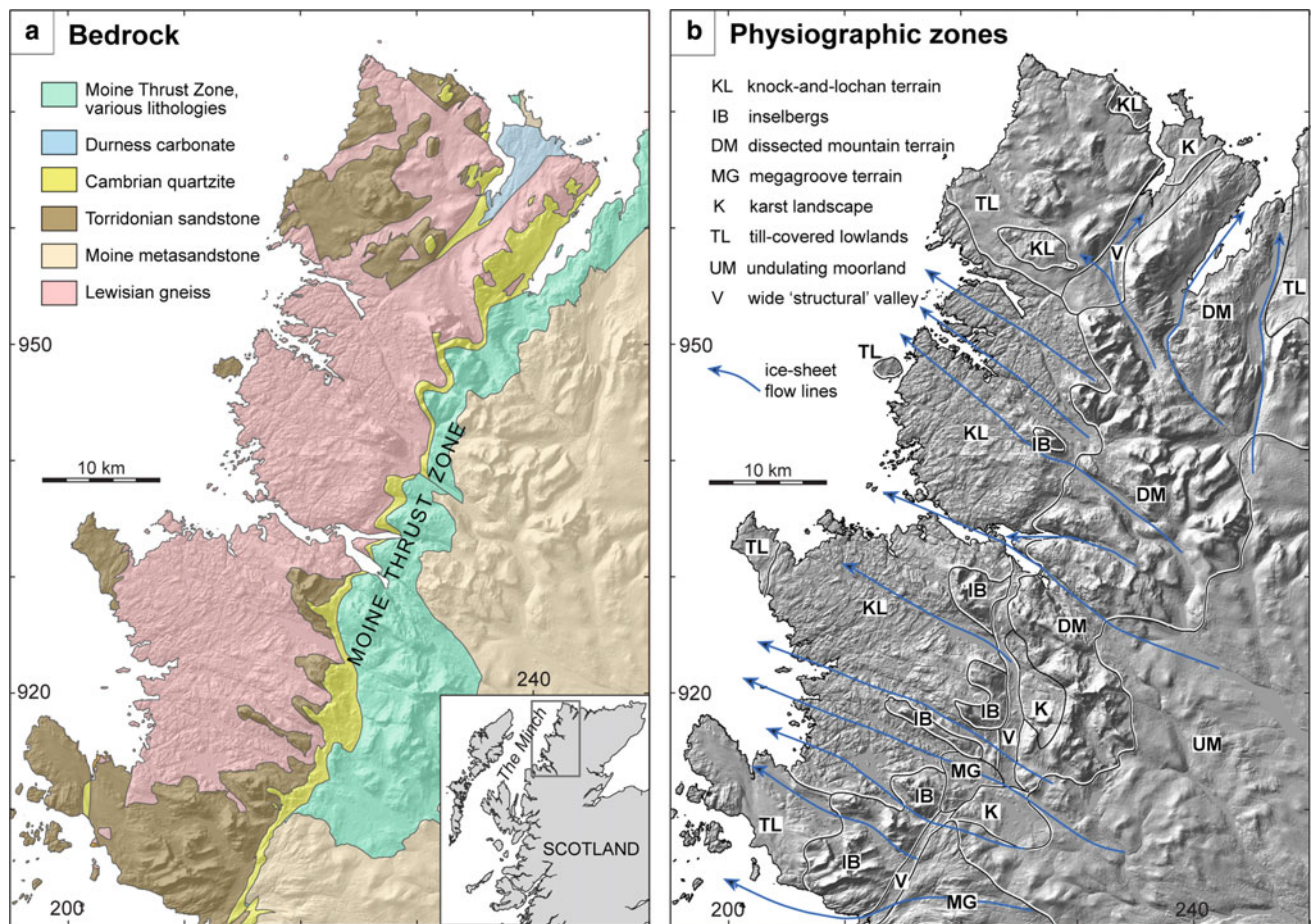 a Bedrock
Moine Thrust Zone,
various lithologies
Durness carbonate
Cambrian quartzite
Torridonian sandstone
Moine metasandstone
Lewisian gneiss
950
10 km
MOINE THRUST ZONE
920
240
The Minch
SCOTLAND
200
b Physiographic zones
KL knock-and-lochan terrain
IB inselbergs
DM dissected mountain terrain
MG megagroove terrain
K karst landscape
TL till-covered lowlands
UM undulating moorland
V wide ‘structural’ valley
ice-sheet
flow lines
10 km
KL
K
TL
KL
V
TL
DM
TL
KL
IB
DM
TL
IB
KL
DM
IB
IB
K
V
UM
MG
IB
K
TL
IB
V
MG
200
240